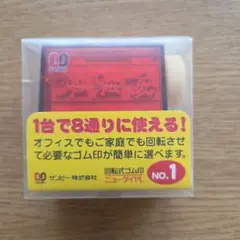 1台で8通りに使える!
オフィスでもご家庭でも回転させ
て必要なゴム印が簡単に選べます。
サンビー株式会社
回転式ゴム印
ニューダイヤル
NO.1